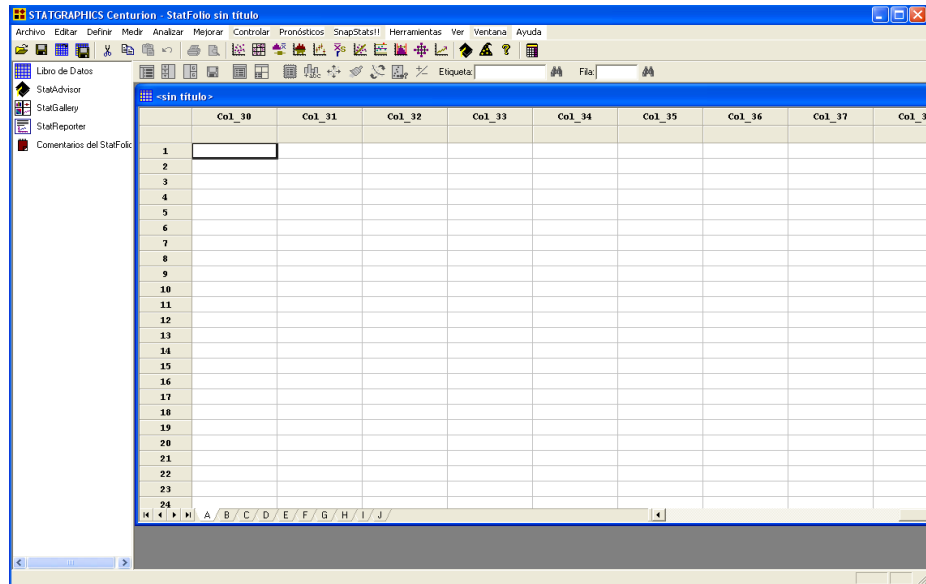 STATGRAPHICS Centurion - StatFolio sin título
Archivo Editar Definir Medir Analizar Mejorar Controlar Pronósticos SnapStats!! Herramientas Ver Ventana Ayuda
Etiqueta: Fila:
Libro de Datos
StatAdvisor
StatGallery
StatReporter
Comentarios del StatFolio
<sin título>
Col_30 Col_31 Col_32 Col_33 Col_34 Col_35 Col_36 Col_37 Col_3
1
2
3
4
5
6
7
8
9
10
11
12
13
14
15
16
17
18
19
20
21
22
23
24
A B C D E F G H I J